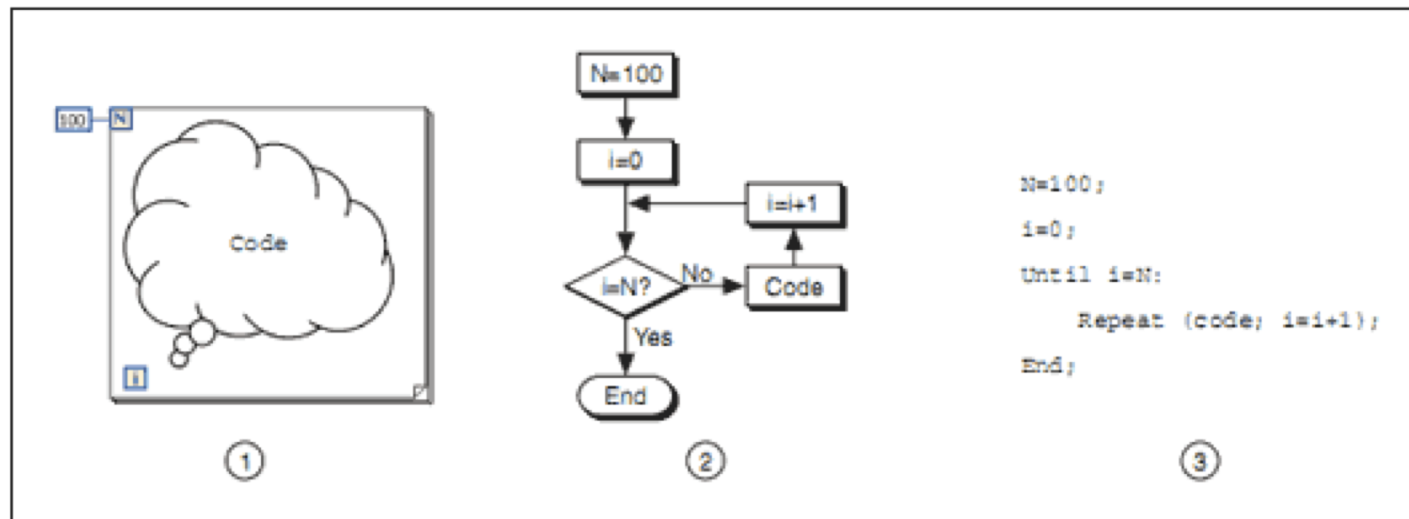 100
N
Code
i
1
N=100
i=0
i=i+1
i=N?
No
Code
Yes
End
2
N=100;
i=0;
Until i=N:
Repeat (code; i=i+1);
End;
3